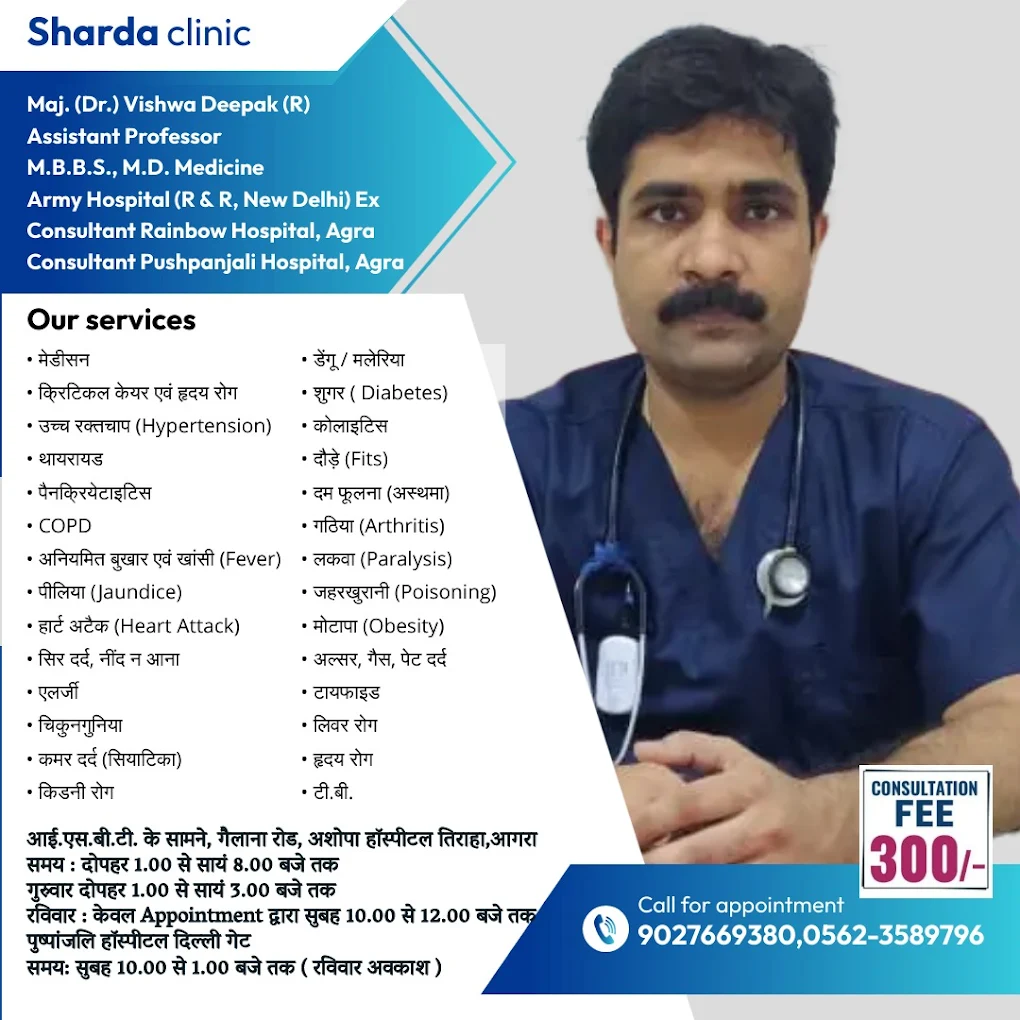 Sharda clinic
Maj. (Dr.) Vishwa Deepak (R)
Assistant Professor
M.B.B.S., M.D. Medicine
Army Hospital (R & R, New Delhi) Ex
Consultant Rainbow Hospital, Agra
Consultant Pushpanjali Hospital, Agra
Our services
• मेडीसन
• क्रिटिकल केयर एवं हृदय रोग
• उच्च रक्तचाप (Hypertension)
• थायरायड
• पैनक्रियेटाइटिस
• COPD
• अनियमित बुखार एवं खांसी (Fever)
• पीलिया (Jaundice)
• हार्ट अटैक (Heart Attack)
• सिर दर्द, नींद न आना
• एलर्जी
• चिकुनगुनिया
• कमर दर्द (सियाटिका)
• किडनी रोग
• डेंगू / मलेरिया
• शुगर ( Diabetes)
• कोलाइटिस
• दौड़े (Fits)
• दम फूलना (अस्थमा)
• गठिया (Arthritis)
• लकवा (Paralysis)
• जहरखुरानी (Poisoning)
• मोटापा (Obesity)
• अल्सर, गैस, पेट दर्द
• टायफाइड
• लिवर रोग
• हृदय रोग
• टी.बी.
आई.एस.बी.टी. के सामने, गैलाना रोड, अशोपा हॉस्पीटल तिराहा,आगरा
समय : दोपहर 1.00 से सायं 8.00 बजे तक
गुरुवार दोपहर 1.00 से सायं 3.00 बजे तक
रविवार : केवल Appointment द्वारा सुबह 10.00 से 12.00 बजे तक
पुष्पांजलि हॉस्पीटल दिल्ली गेट
समय: सुबह 10.00 से 1.00 बजे तक ( रविवार अवकाश )
CONSULTATION
FEE
300/-
Call for appointment
9027669380,0562-3589796